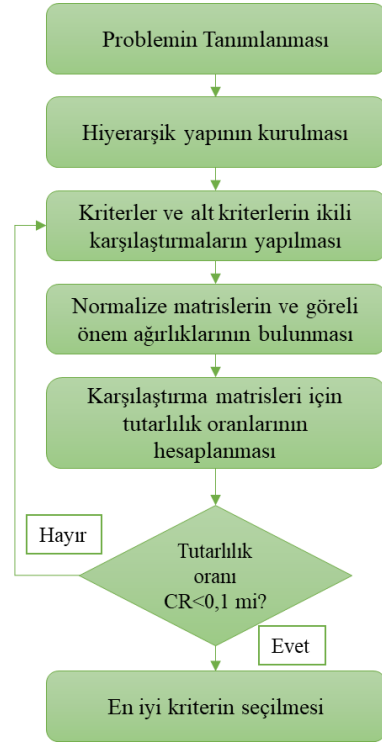 Problemin Tanımlanması
Hiyerarşik yapının kurulması
Kriterler ve alt kriterlerin ikili
karşılaştırmaların yapılması
Normalize matrislerin ve göreli
önem ağırlıklarının bulunması
Karşılaştırma matrisleri için
tutarlılık oranlarının
hesaplanması
Hayır
Tutarlılık
oranı
CR<0,1 mi?
Evet
En iyi kriterin seçilmesi